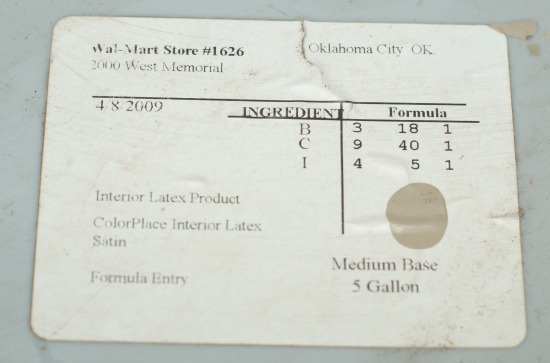 Wal-Mart Store #1626 Oklahoma City OK
2000 West Memorial
4/8/2009
INGREDIENT Formula
B 3 18 1
C 9 40 1
I 4 5 1
Interior Latex Product
ColorPlace Interior Latex
Satin
Medium Base
Formula Entry
5 Gallon